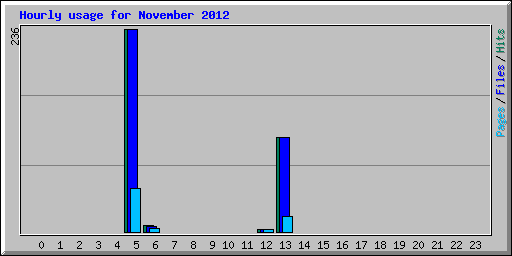 Hourly usage for November 2012
236
Pages/Files/Hits
0 1 2 3 4 5 6 7 8 9 10 11 12 13 14 15 16 17 18 19 20 21 22 23